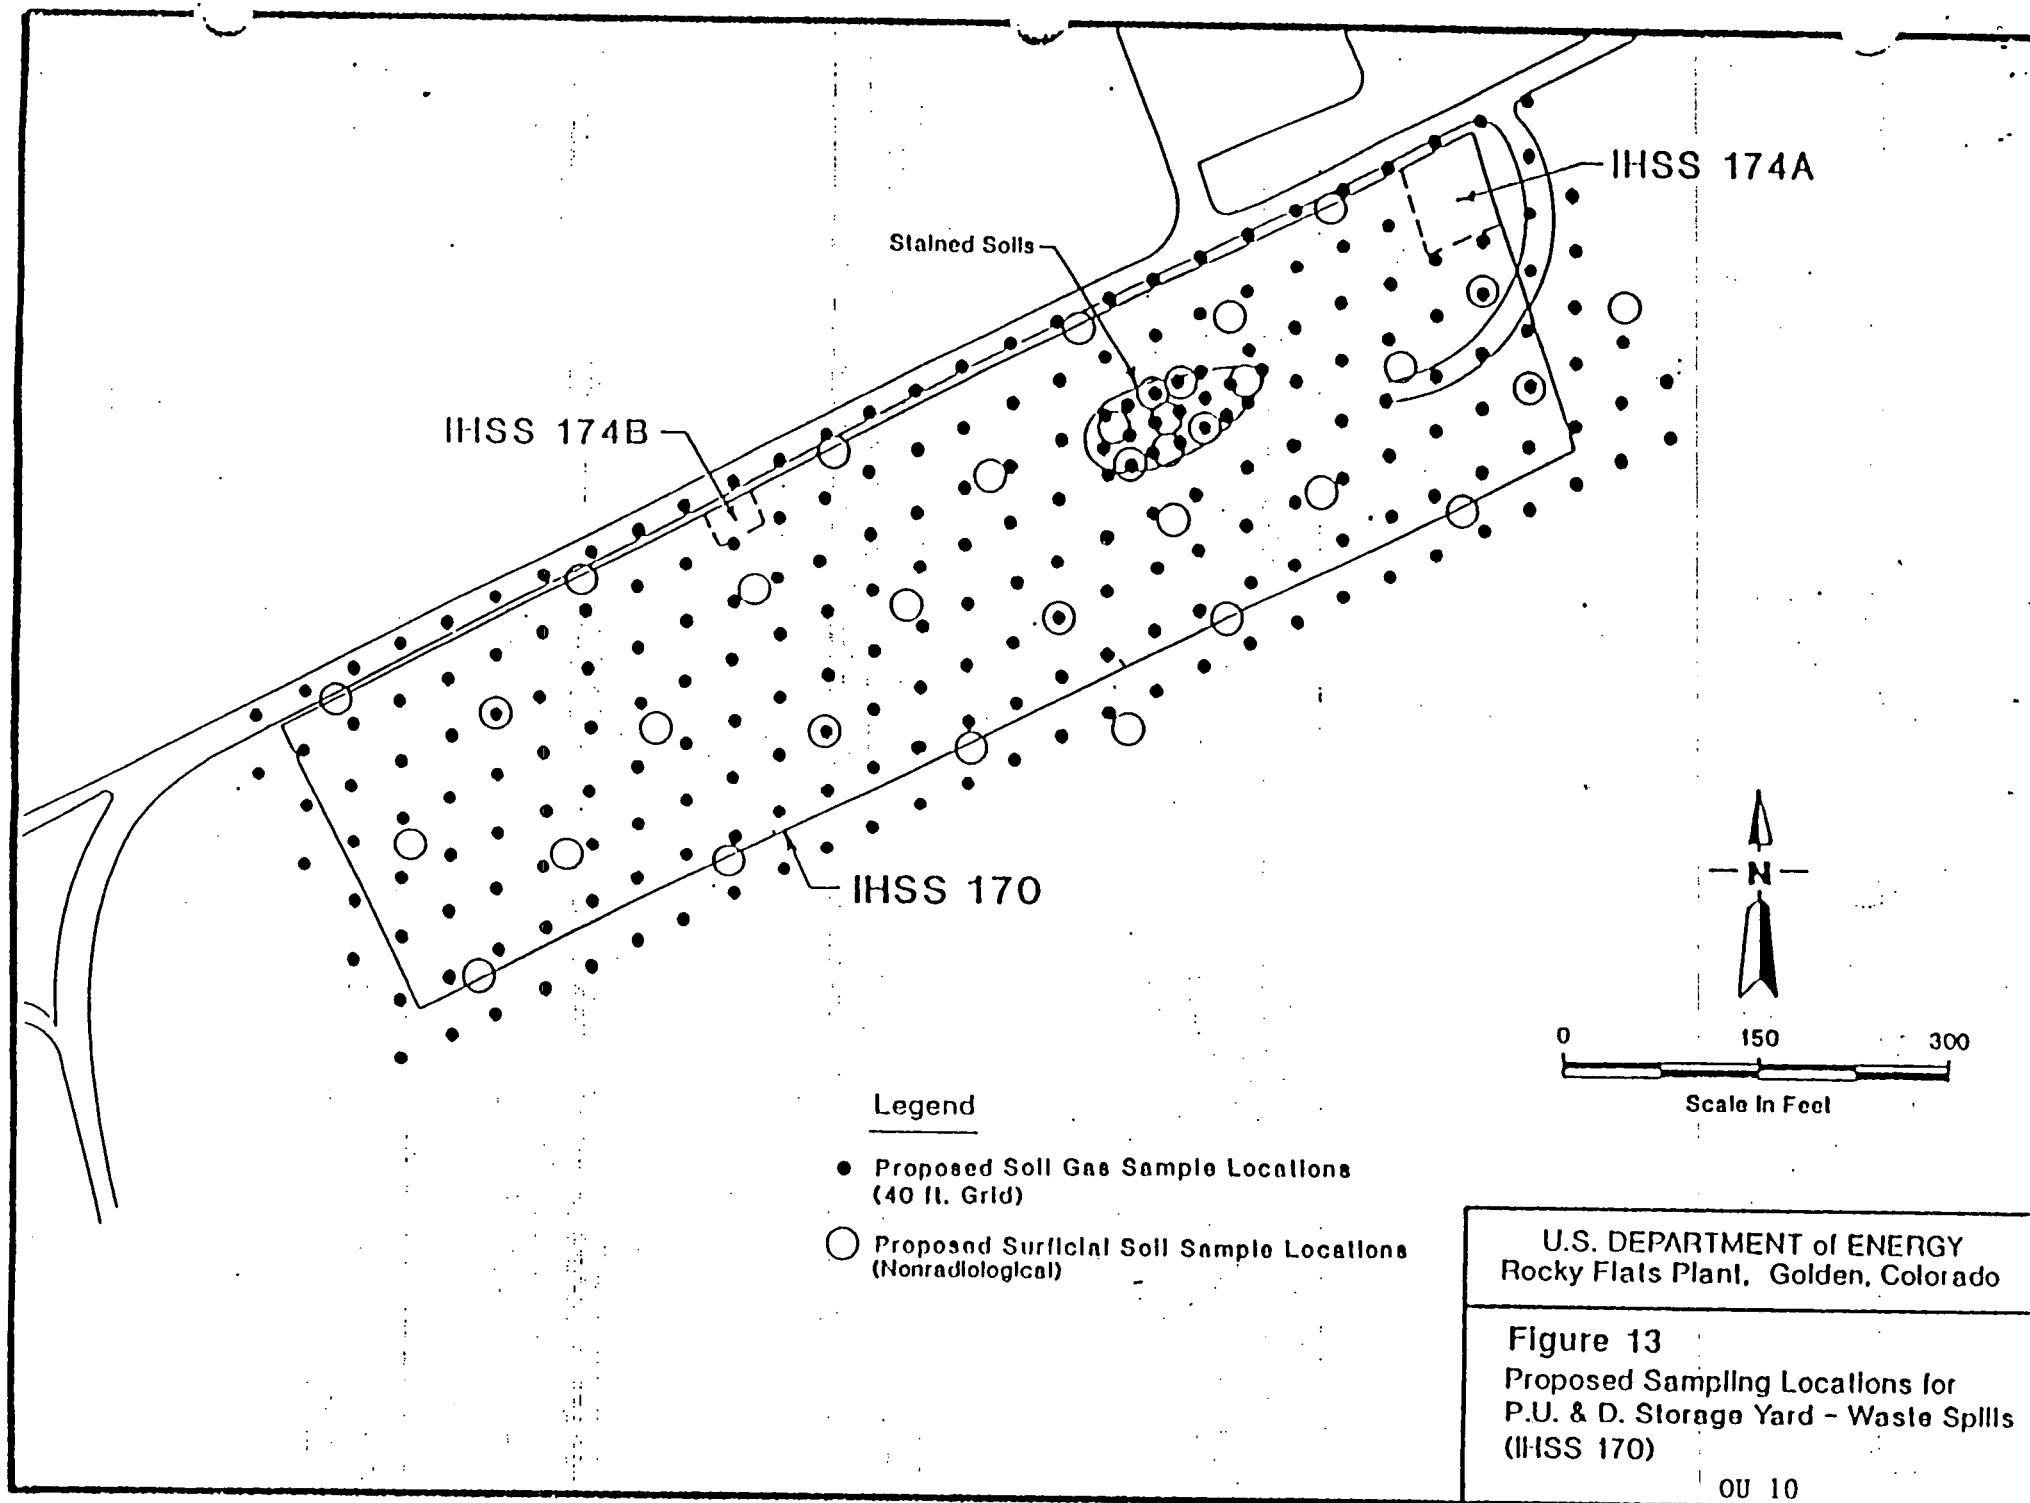 IHSS 174A
Stained Soils
IHSS 174B
IHSS 170
N
0 150 300
Scale In Feet
Legend
Proposed Soil Gas Sample Locations
(40 ft. Grid)
Proposed Surficial Soil Sample Locations
(Nonradiological)
U.S. DEPARTMENT of ENERGY
Rocky Flats Plant, Golden, Colorado
Figure 13
Proposed Sampling Locations for
P.U. & D. Storage Yard - Waste Spills
(IHSS 170)
OU 10